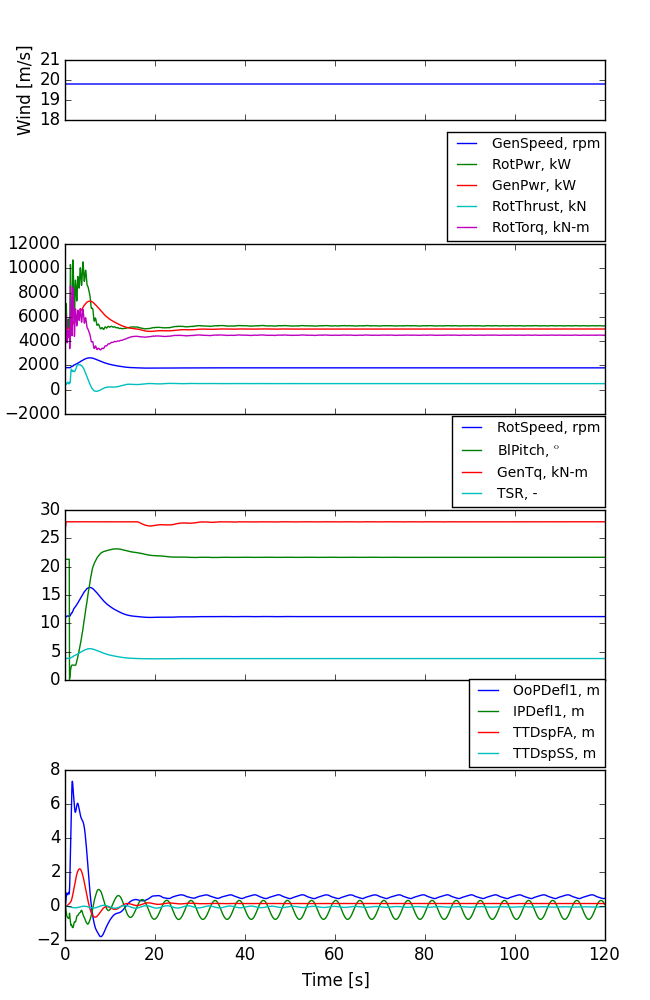 Wind [m/s]
21
20
19
18
GenSpeed, rpm
RotPwr, kW
GenPwr, kW
RotThrust, kN
RotTorq, kN-m
12000
10000
8000
6000
4000
2000
0
−2000
RotSpeed, rpm
BlPitch, °
GenTq, kN-m
TSR, -
30
25
20
15
10
5
0
OoPDefl1, m
IPDefl1, m
TTDspFA, m
TTDspSS, m
8
6
4
2
0
−2
0 20 40 60 80 100 120
Time [s]